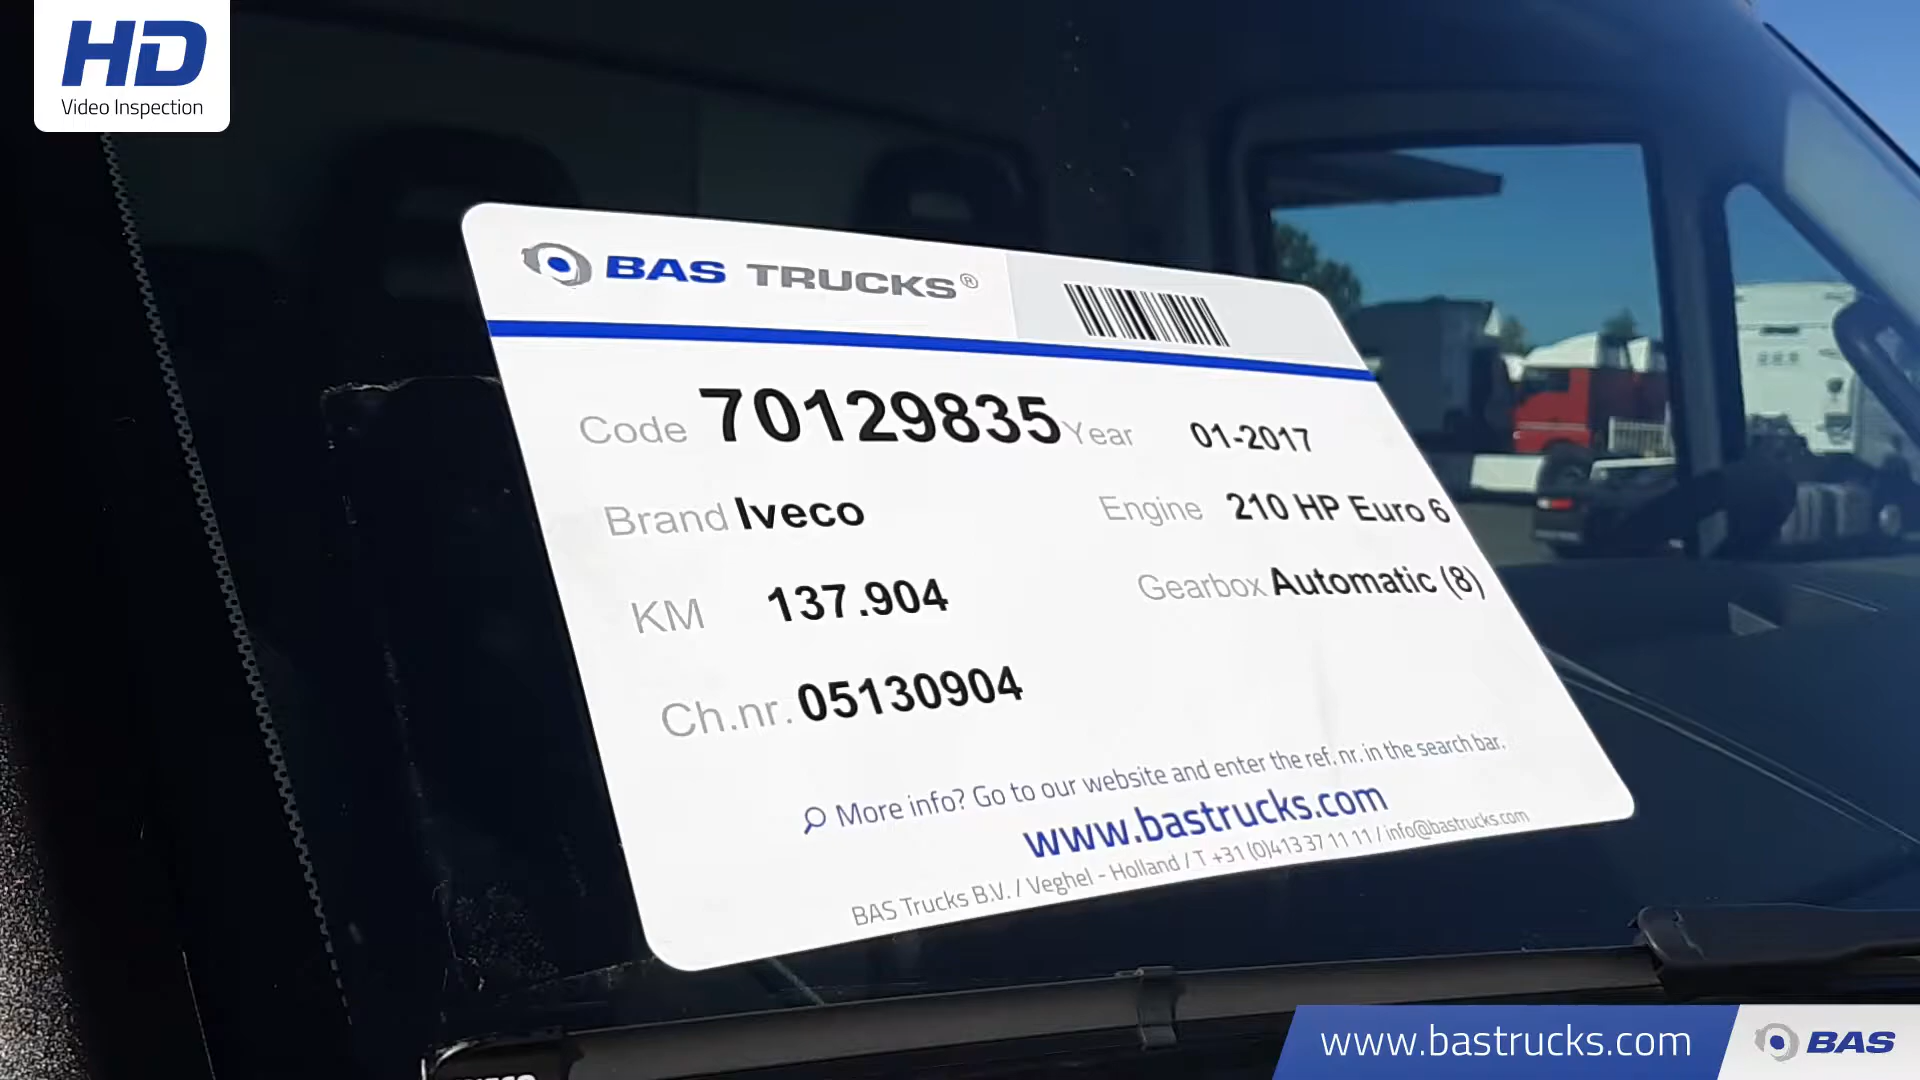 HD
Video Inspection
BAS TRUCKS®
Code 70129835 Year 01-2017
Brand Iveco Engine 210 HP Euro 6
KM 137.904 Gearbox Automatic (8)
Ch.nr. 05130904
More info? Go to our website and enter the ref. nr. in the search bar.
www.bastrucks.com
BAS Trucks B.V. / Veghel - Holland / T +31 (0)413 37 11 11 / info@bastrucks.com
www.bastrucks.com BAS